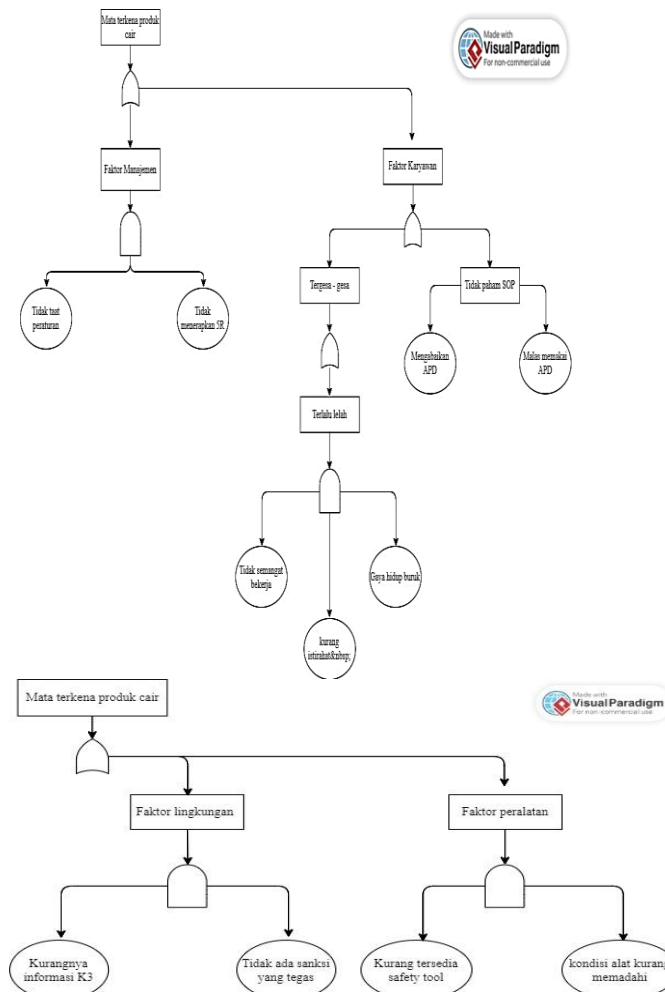 Mata terkena produk
cair
Made with
Visual Paradigm
For non-commercial use
Faktor Manajemen
Faktor Karyawan
Tidak taat
peraturan
Tidak
menerapkan 5R
Tergesa - gesa
Tidak paham SOP
Mengabaikan
APD
Malas memakai
APD
Terlalu lelah
Tidak semangat
bekerja
Gaya hidup buruk
kurang
istirahat&nbsp;
Mata terkena produk cair
Made with
Visual Paradigm
For non-commercial use
Faktor lingkungan
Faktor peralatan
Kurangnya
informasi K3
Tidak ada sanksi
yang tegas
Kurang tersedia
safety tool
kondisi alat kurang
memadahi